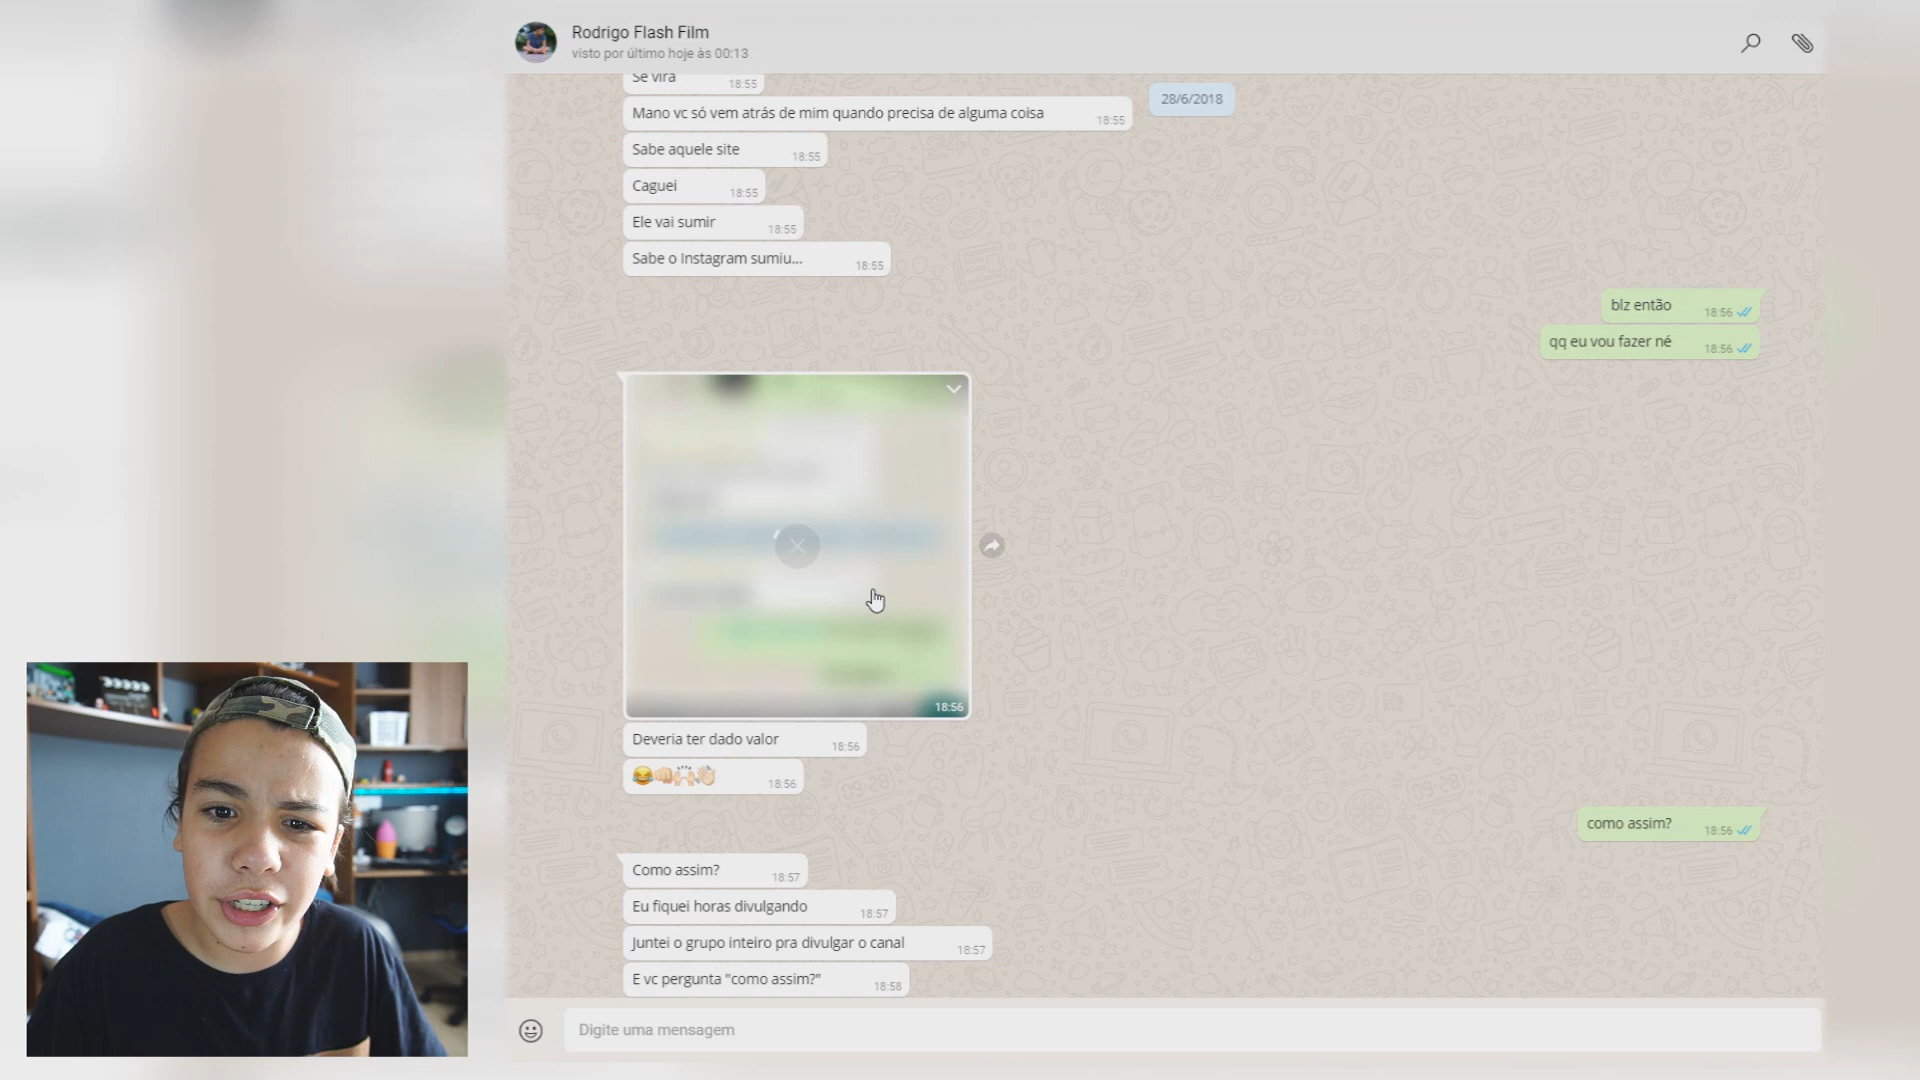 Rodrigo Flash Film
visto por último hoje às 00:13
Se vira 18:55
28/6/2018
Mano vc só vem atrás de mim quando precisa de alguma coisa 18:55
Sabe aquele site 18:55
Caguei 18:55
Ele vai sumir 18:55
Sabe o Instagram sumiu... 18:55
blz então 18:56
qq eu vou fazer né 18:56
18:56
Deveria ter dado valor 18:56
😂👊🏻🙌🏻👏🏻 18:56
como assim? 18:56
Como assim? 18:57
Eu fiquei horas divulgando 18:57
Juntei o grupo inteiro pra divulgar o canal 18:57
E vc pergunta "como assim?" 18:58
Digite uma mensagem